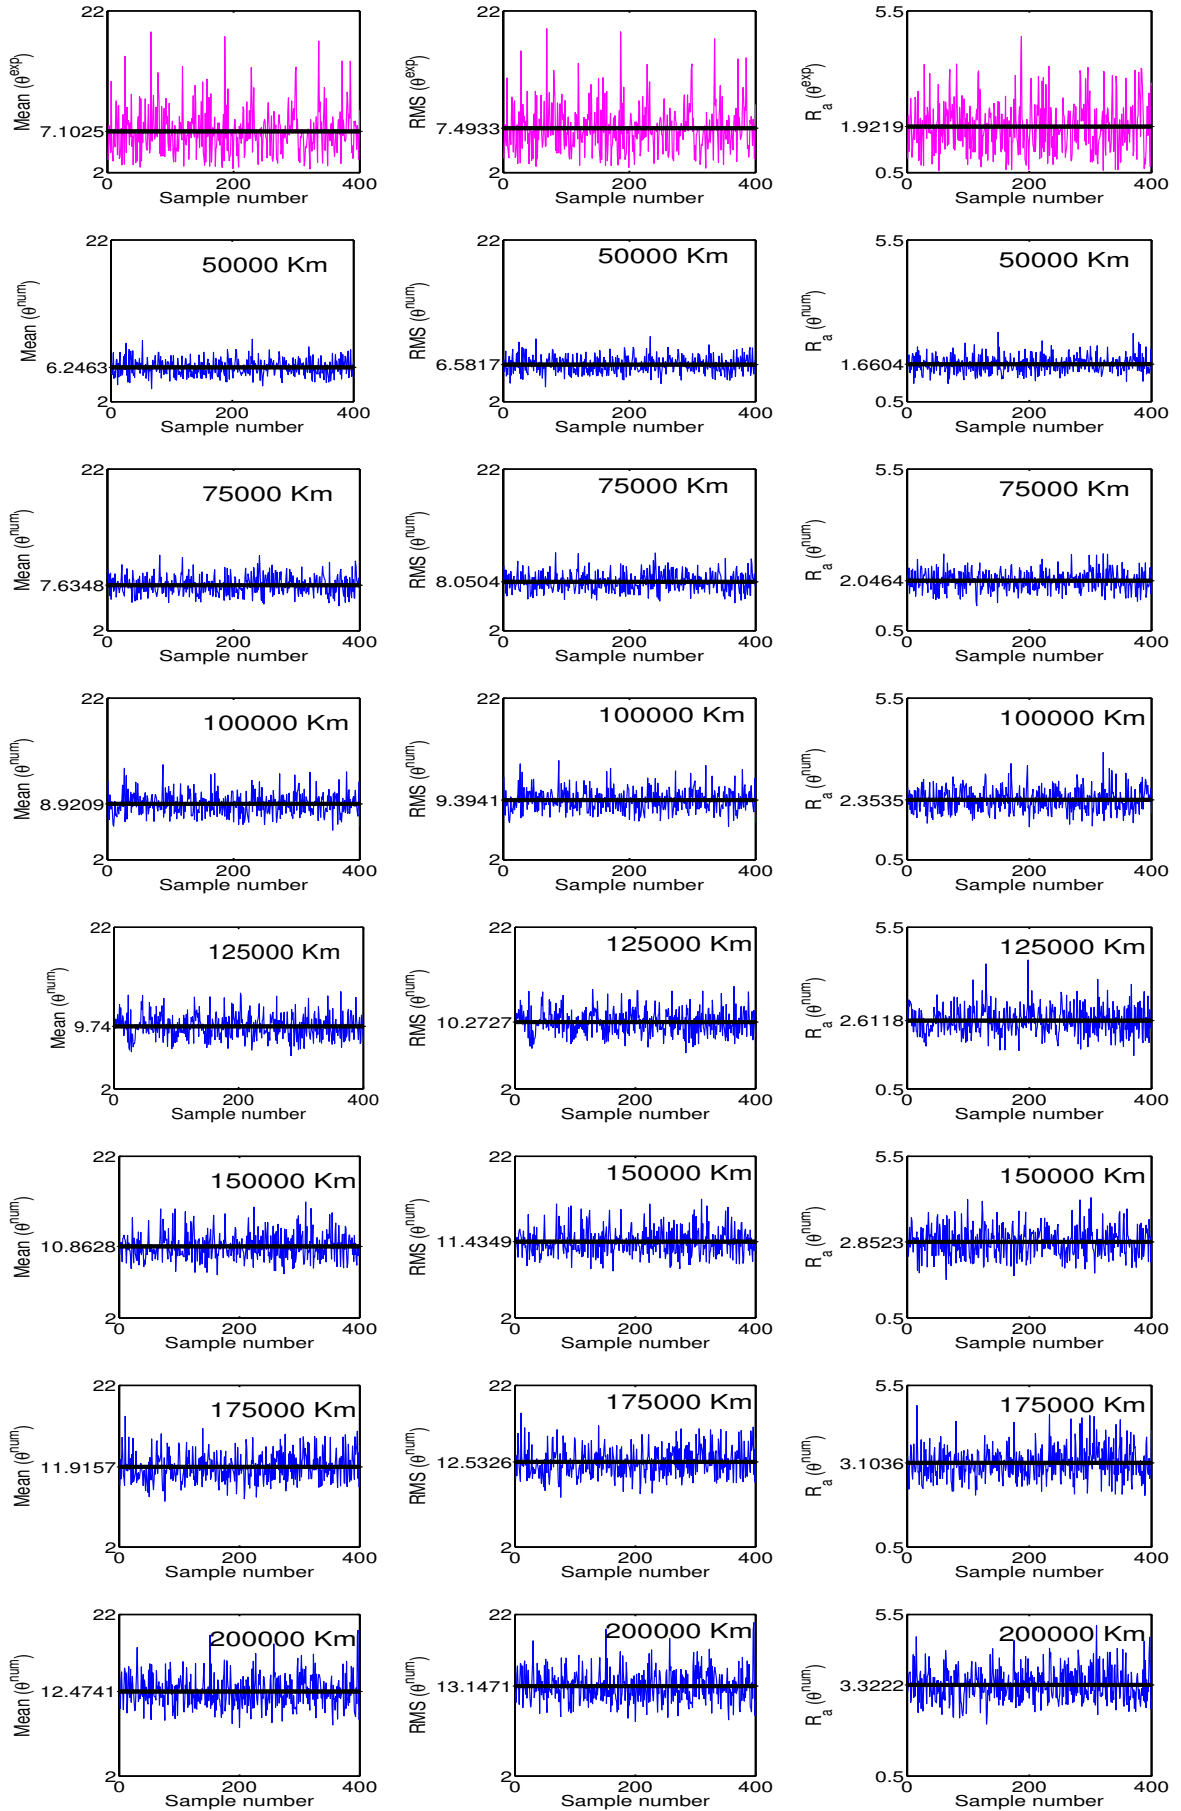 22
Mean (θ^exp)
7.1025
2
0 200 400
Sample number
22
RMS (θ^exp)
7.4933
2
0 200 400
Sample number
5.5
R_a (θ^exp)
1.9219
0.5
0 200 400
Sample number
22
50000 Km
Mean (θ^num)
6.2463
2
0 200 400
Sample number
22
50000 Km
RMS (θ^num)
6.5817
2
0 200 400
Sample number
5.5
50000 Km
R_a (θ^num)
1.6604
0.5
0 200 400
Sample number
22
75000 Km
Mean (θ^num)
7.6348
2
0 200 400
Sample number
22
75000 Km
RMS (θ^num)
8.0504
2
0 200 400
Sample number
5.5
75000 Km
R_a (θ^num)
2.0464
0.5
0 200 400
Sample number
22
100000 Km
Mean (θ^num)
8.9209
2
0 200 400
Sample number
22
100000 Km
RMS (θ^num)
9.3941
2
0 200 400
Sample number
5.5
100000 Km
R_a (θ^num)
2.3535
0.5
0 200 400
Sample number
22
125000 Km
Mean (θ^num)
9.74
2
0 200 400
Sample number
22
125000 Km
RMS (θ^num)
10.2727
2
0 200 400
Sample number
5.5
125000 Km
R_a (θ^num)
2.6118
0.5
0 200 400
Sample number
22
150000 Km
Mean (θ^num)
10.8628
2
0 200 400
Sample number
22
150000 Km
RMS (θ^num)
11.4349
2
0 200 400
Sample number
5.5
150000 Km
R_a (θ^num)
2.8523
0.5
0 200 400
Sample number
22
175000 Km
Mean (θ^num)
11.9157
2
0 200 400
Sample number
22
175000 Km
RMS (θ^num)
12.5326
2
0 200 400
Sample number
5.5
175000 Km
R_a (θ^num)
3.1036
0.5
0 200 400
Sample number
22
200000 Km
Mean (θ^num)
12.4741
2
0 200 400
Sample number
22
200000 Km
RMS (θ^num)
13.1471
2
0 200 400
Sample number
5.5
200000 Km
R_a (θ^num)
3.3222
0.5
0 200 400
Sample number